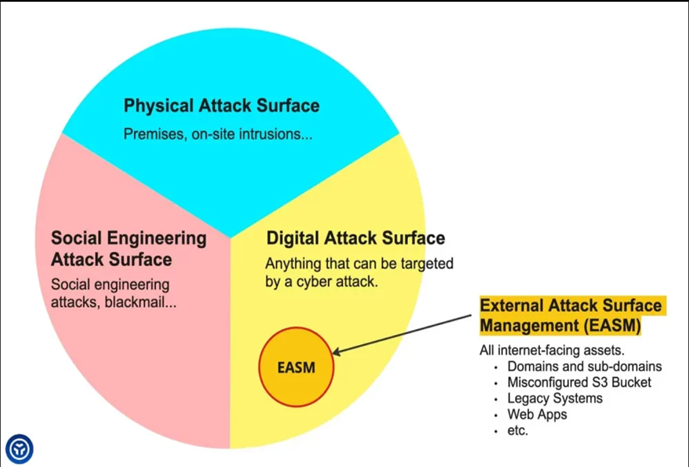 Physical Attack Surface
Premises, on-site intrusions...
Social Engineering
Attack Surface
Social engineering
attacks, blackmail...
Digital Attack Surface
Anything that can be targeted
by a cyber attack.
EASM
External Attack Surface
Management (EASM)
All internet-facing assets.
• Domains and sub-domains
• Misconfigured S3 Bucket
• Legacy Systems
• Web Apps
• etc.